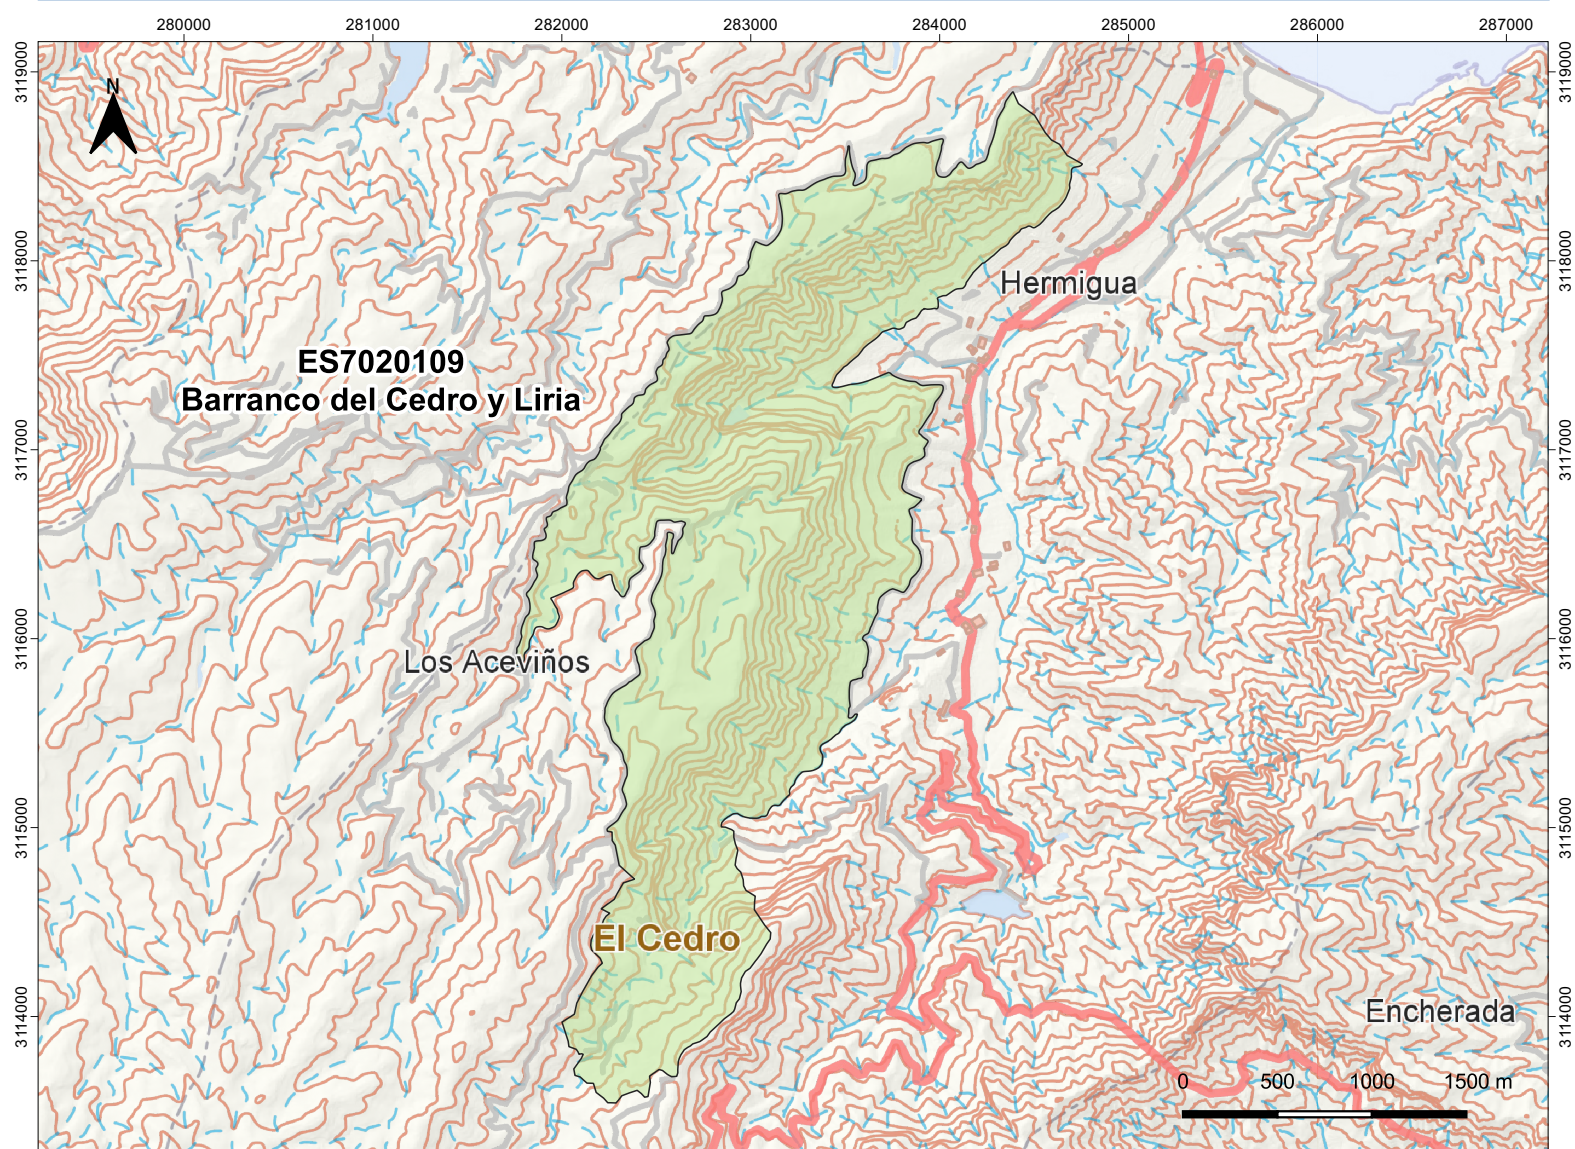 280000 281000 282000 283000 284000 285000 286000 287000
3119000
3119000
N
3118000
3118000
Hermigua
ES7020109
Barranco del Cedro y Liria
3117000
3117000
3116000
3116000
Los Aceviños
3115000
3115000
El Cedro
3114000
3114000
Encherada
0 500 1000 1500 m